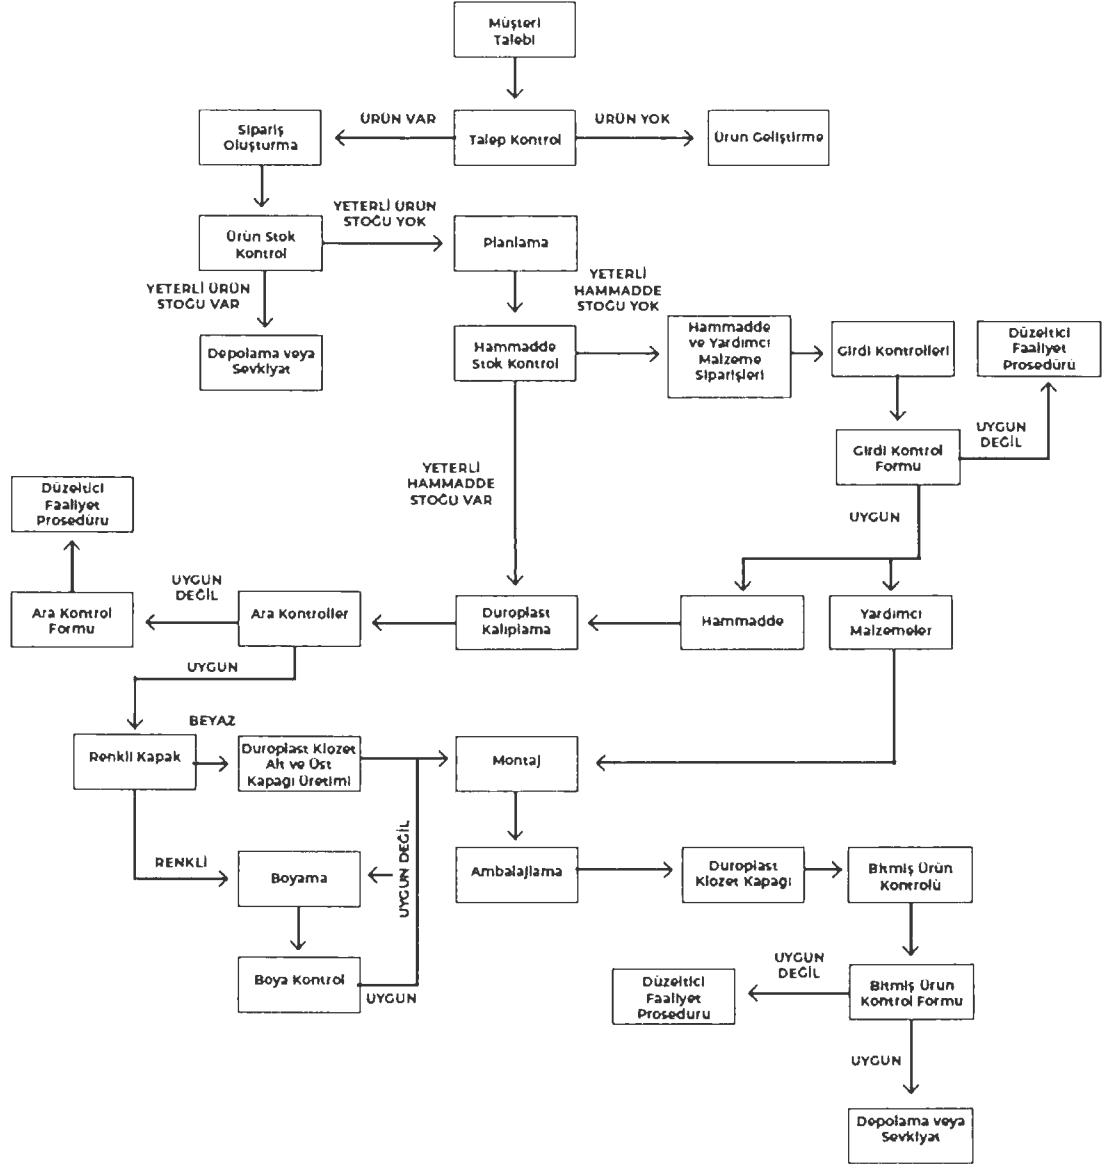 Müşteri
Talebi
ÜRÜN VAR
ÜRÜN YOK
Sipariş
Oluşturma
Talep Kontrol
Ürün Geliştirme
YETERLİ ÜRÜN
STOĞU YOK
Ürün Stok
Kontrol
Planlama
YETERLİ ÜRÜN
STOĞU VAR
YETERLİ
HAMMADDE
STOĞU YOK
Depolama veya
Sevkiyat
Hammadde
Stok Kontrol
Hammadde
ve Yardımcı
Malzeme
Siparişleri
Girdi Kontrolleri
Düzeltici
Faaliyet
Prosedürü
UYGUN
DEĞİL
Girdi Kontrol
Formu
YETERLİ
HAMMADDE
STOĞU VAR
Düzeltici
Faaliyet
Prosedürü
UYGUN
UYGUN
DEĞİL
Ara Kontrol
Formu
Ara Kontroller
Duroplast
Kalıplama
Hammadde
Yardımcı
Malzemeler
UYGUN
BEYAZ
Renkli Kapak
Duroplast Klozet
Alt ve Üst
Kapağı Üretimi
Montaj
UYGUN DEĞİL
RENKLİ
Boyama
Ambalajlama
Duroplast
Klozet Kapağı
Bitmiş Ürün
Kontrolü
Boya Kontrol
UYGUN
UYGUN
DEĞİL
Düzeltici
Faaliyet
Prosedürü
Bitmiş Ürün
Kontrol Formu
UYGUN
Depolama veya
Sevkiyat